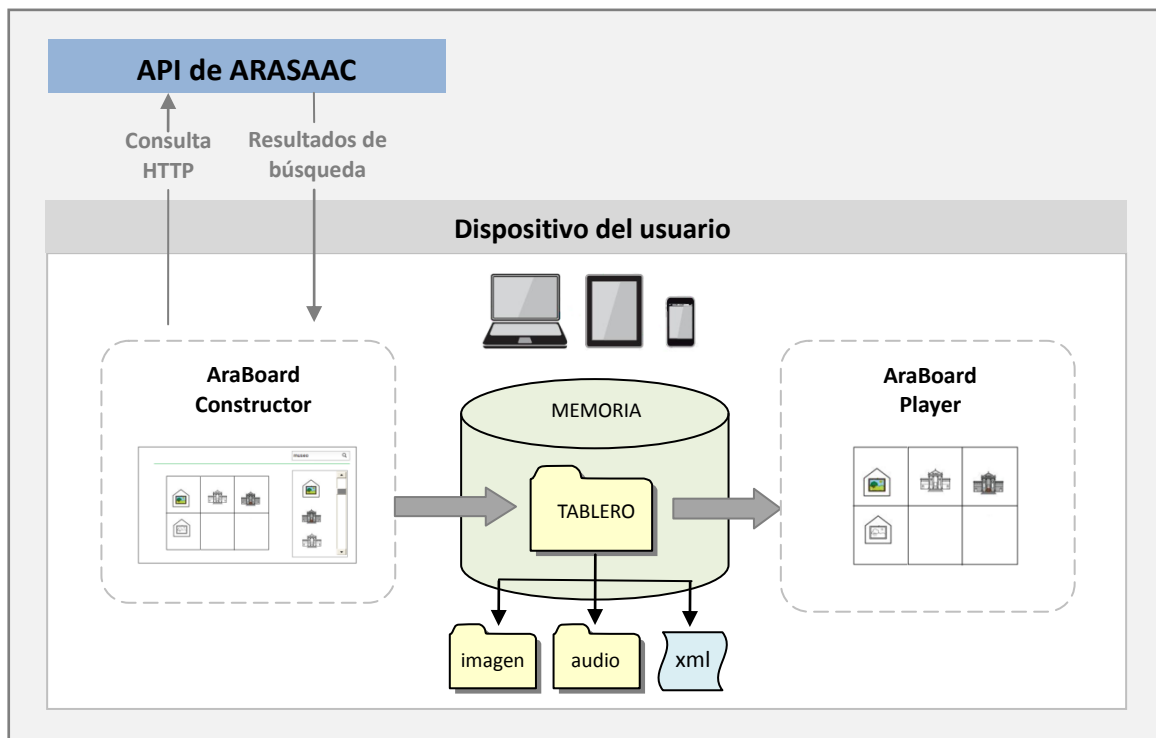 API de ARASAAC
Consulta
HTTP
Resultados de
búsqueda
Dispositivo del usuario
AraBoard
Constructor
museo
MEMORIA
TABLERO
imagen
audio
xml
AraBoard
Player